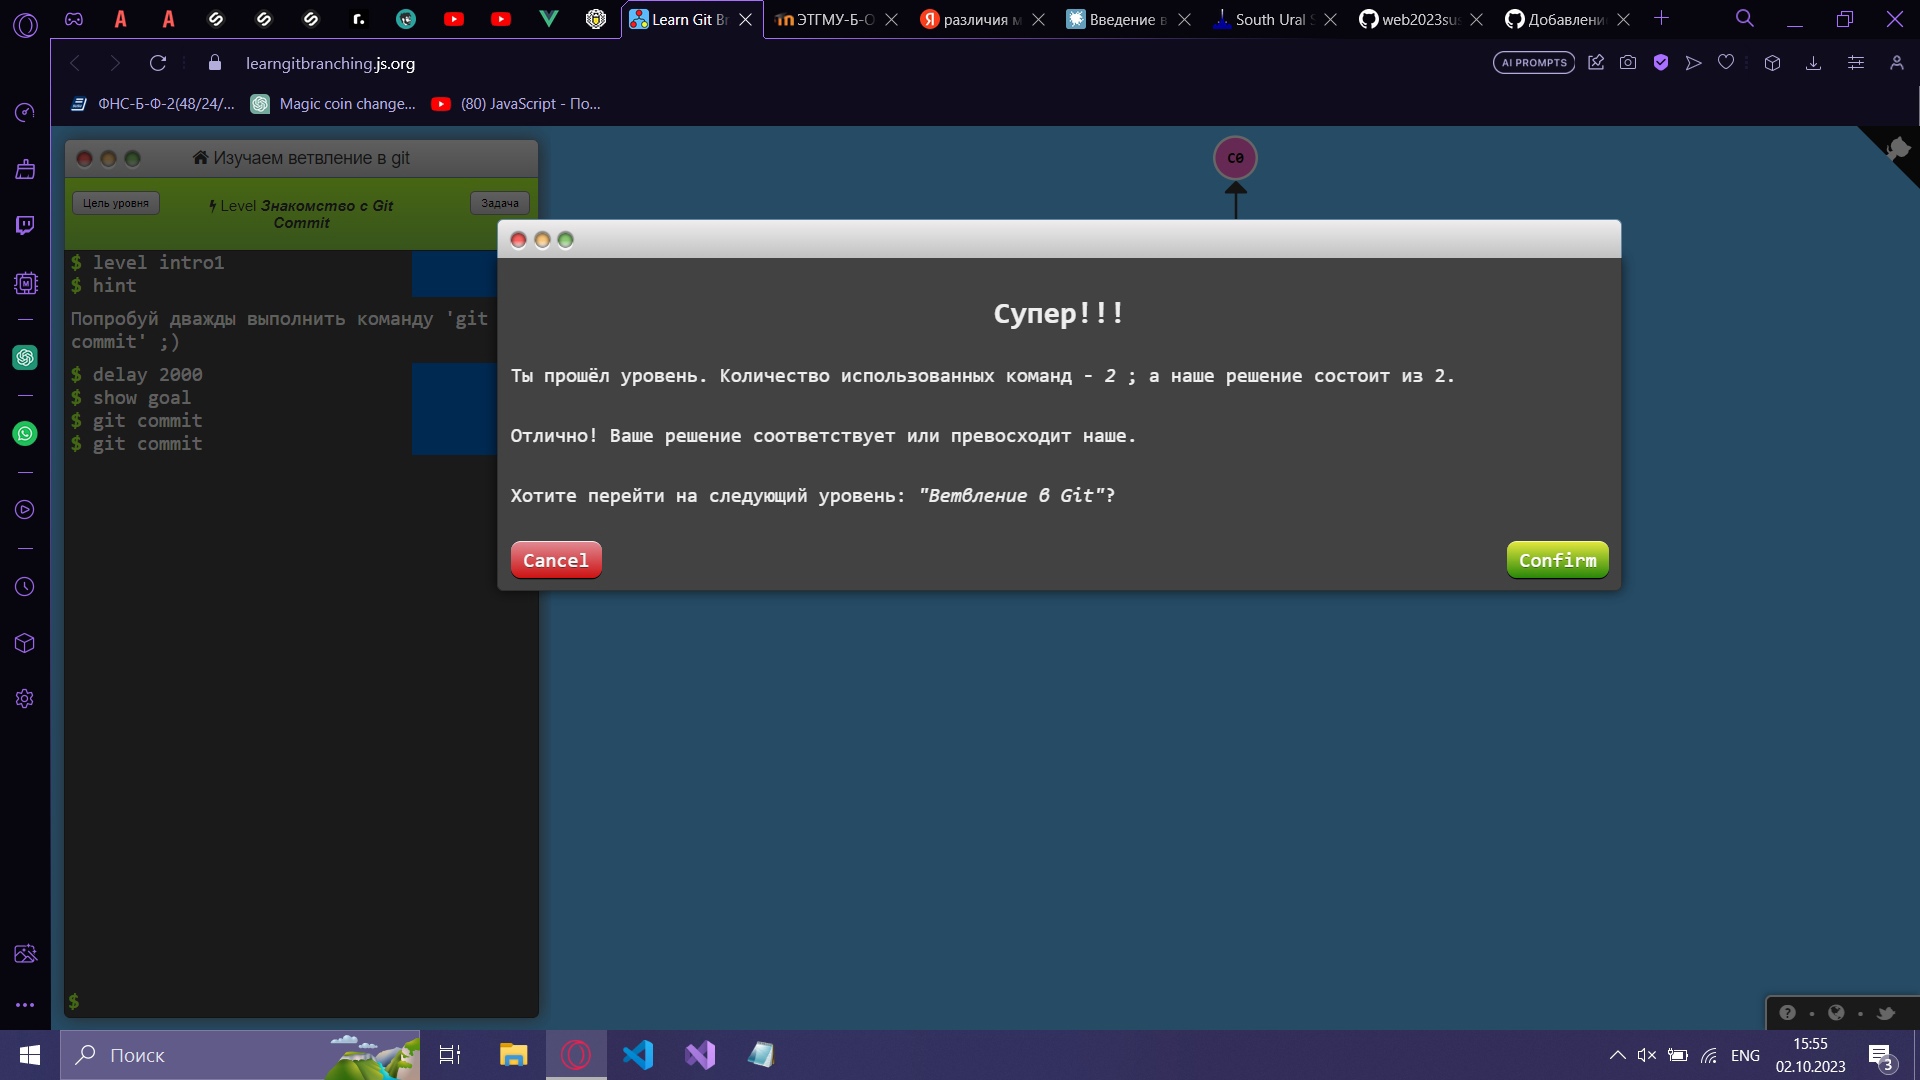 Learn Git Br
ЭТГМУ-Б-О
различия м
Введение в
South Ural S
web2023sus
Добавлени
learngitbranching.js.org
AI PROMPTS
ФНС-Б-Ф-2(48/24/...
Magic coin change...
(80) JavaScript - По...
Изучаем ветвление в git
Цель уровня
Level Знакомство с Git
Commit
Задача
C0
$ level intro1
$ hint
Попробуй дважды выполнить команду 'git
commit' ;)
$ delay 2000
$ show goal
$ git commit
$ git commit
Супер!!!
Ты прошёл уровень. Количество использованных команд - 2 ; а наше решение состоит из 2.
Отлично! Ваше решение соответствует или превосходит наше.
Хотите перейти на следующий уровень: "Ветвление в Git"?
Cancel
Confirm
$
Поиск
ENG
15:55
02.10.2023
3